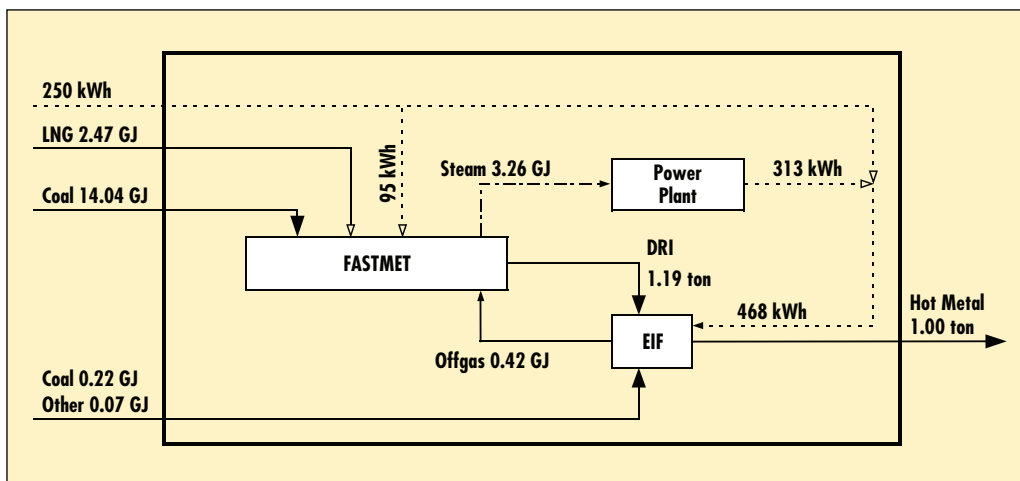 250 kWh
LNG 2.47 GJ
Coal 14.04 GJ
95 kWh
Steam 3.26 GJ
Power
Plant
313 kWh
FASTMET
DRI
1.19 ton
468 kWh
Hot Metal
1.00 ton
EIF
Offgas 0.42 GJ
Coal 0.22 GJ
Other 0.07 GJ